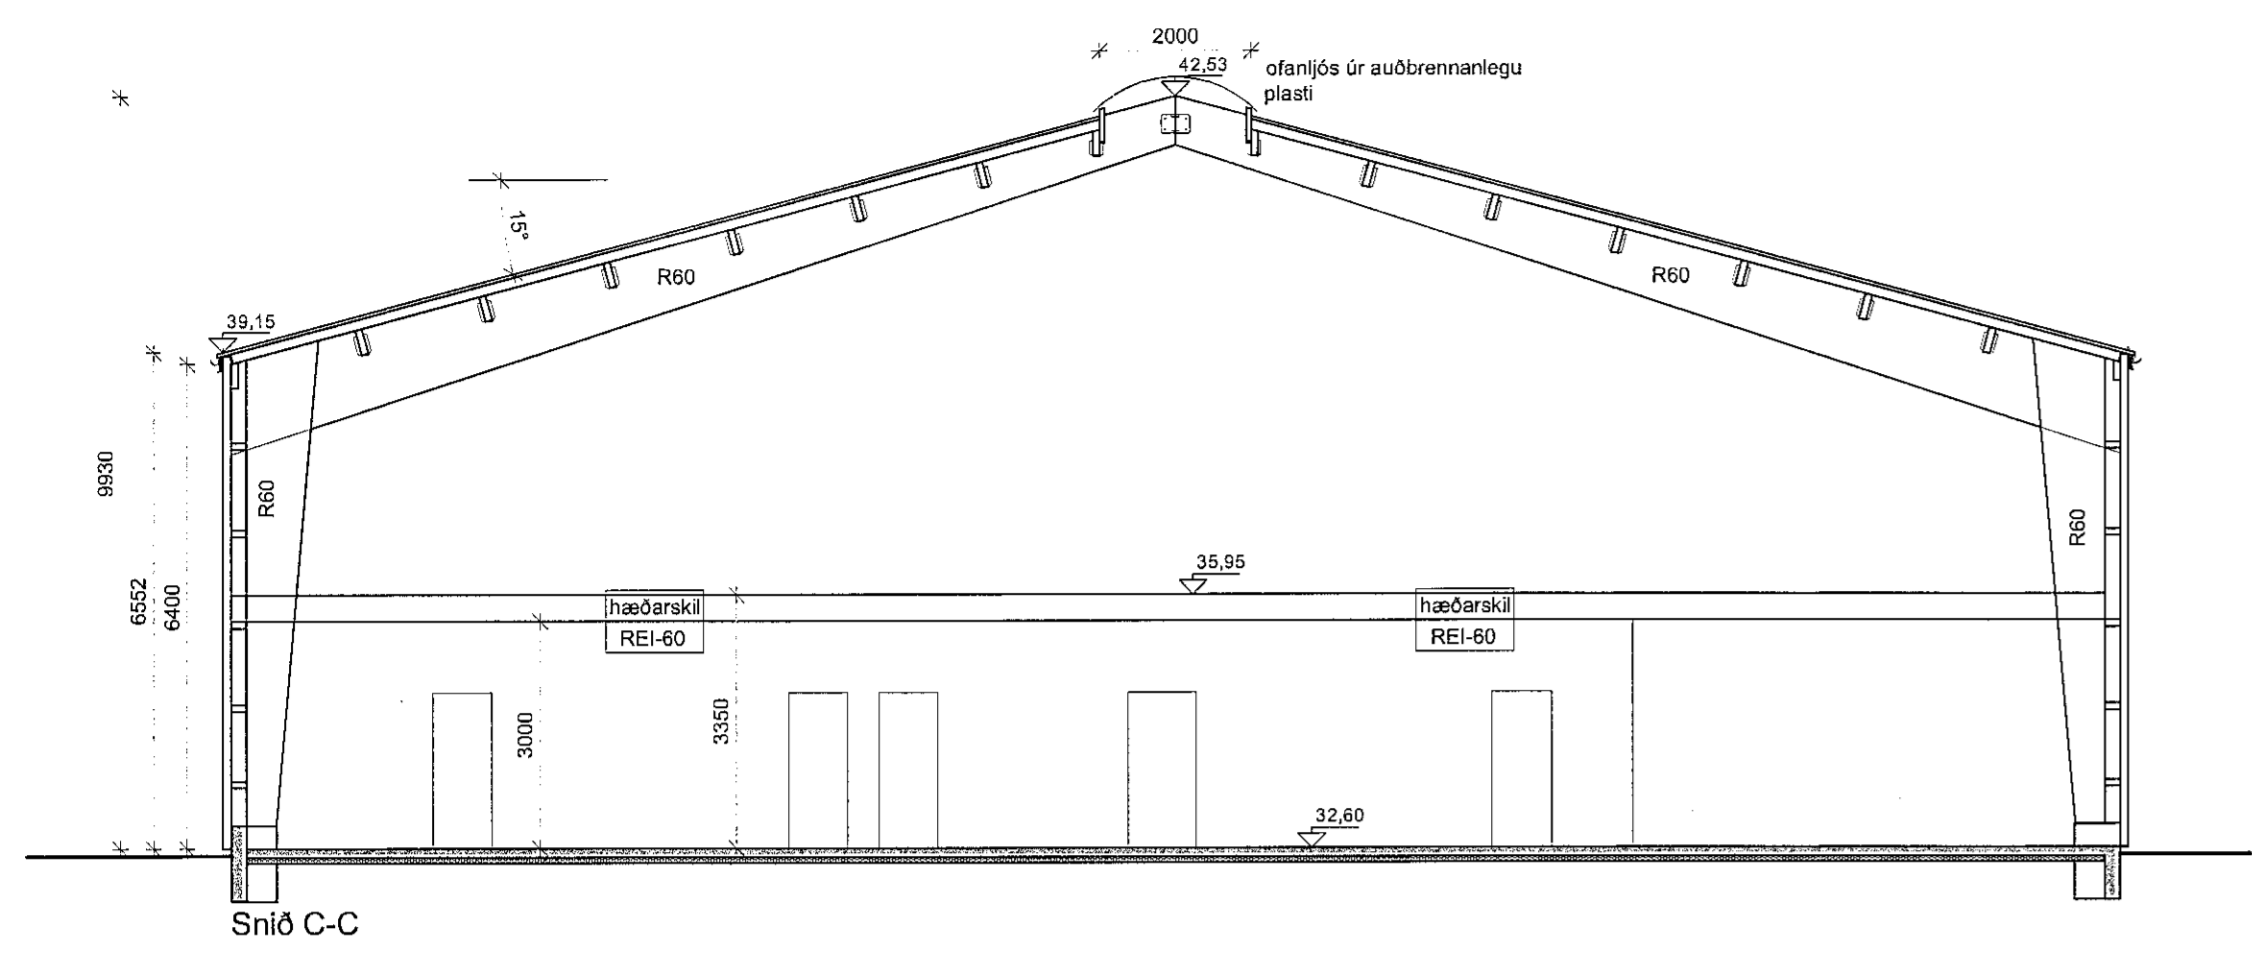 2000
42,53
ofanljós úr auðbrennanlegu
plasti
15°
R60
R60
39,15
9930
R60
R60
35,95
6552
6400
hæðarskil
REI-60
hæðarskil
REI-60
3000
3350
32,60
Snið C-C